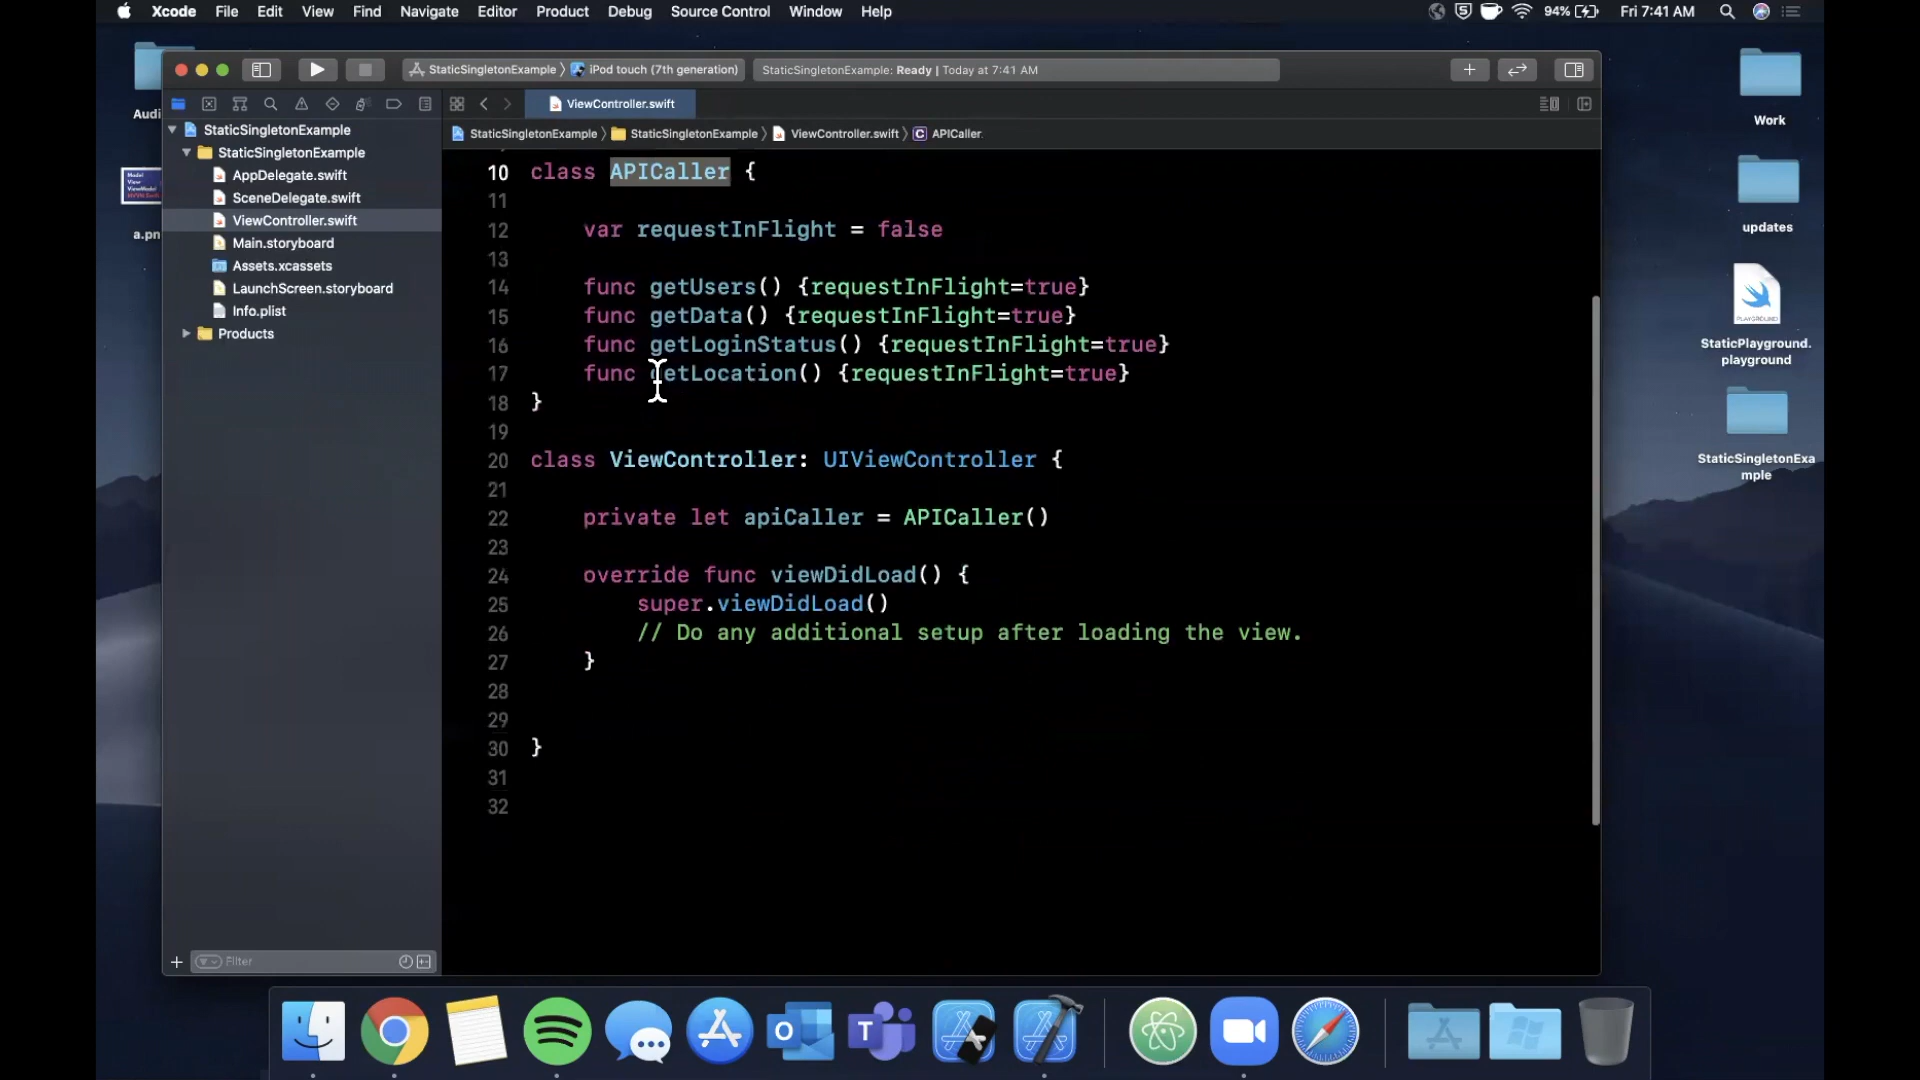 Xcode File Edit View Find Navigate Editor Product Debug Source Control Window Help
94% Fri 7:41 AM
StaticSingletonExample iPod touch (7th generation)
StaticSingletonExample: Ready | Today at 7:41 AM
ViewController.swift
StaticSingletonExample StaticSingletonExample ViewController.swift C APICaller
StaticSingletonExample
StaticSingletonExample
AppDelegate.swift
SceneDelegate.swift
ViewController.swift
Main.storyboard
Assets.xcassets
LaunchScreen.storyboard
Info.plist
Products
Filter
10 class APICaller {
11
12 var requestInFlight = false
13
14 func getUsers() {requestInFlight=true}
15 func getData() {requestInFlight=true}
16 func getLoginStatus() {requestInFlight=true}
17 func getLocation() {requestInFlight=true}
18 }
19
20 class ViewController: UIViewController {
21
22 private let apiCaller = APICaller()
23
24 override func viewDidLoad() {
25 super.viewDidLoad()
26 // Do any additional setup after loading the view.
27 }
28
29
30 }
31
32
Audi
Model
View
ViewModel
a.pn
Work
updates
PLAYGROUND
StaticPlayground.
playground
StaticSingletonExa
mple